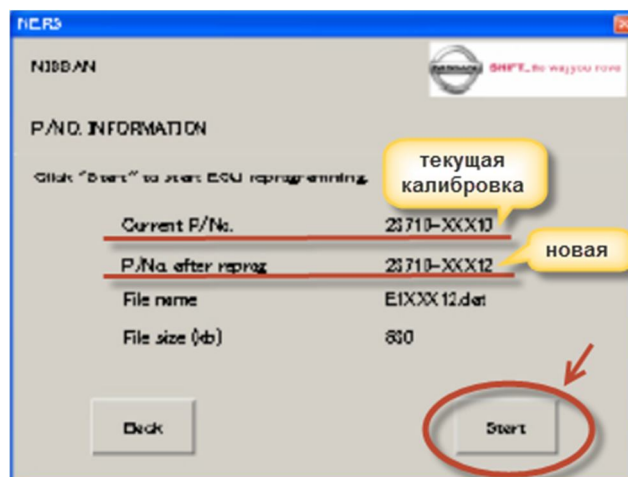 NERS
NISSAN
SHIFT_the way you move
P/NO. INFORMATION
Click "Start" to start ECU reprogramming.
текущая
калибровка
Current P/No. 23710-XXX10
новая
P/No. after reprog 23710-XXX12
File name E1XXX12.dat
File size (kb)
Back Start